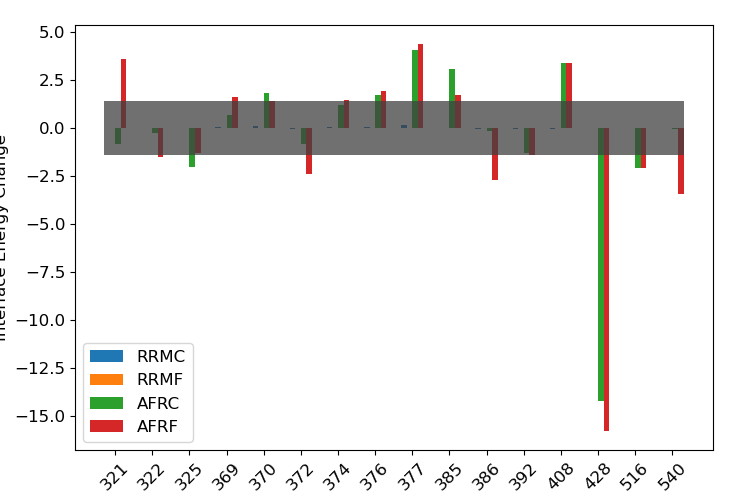 5.0
2.5
0.0
−2.5
−5.0
−7.5
−10.0
−12.5
−15.0
Interface Energy Change
RRMC
RRMF
AFRC
AFRF
321 322 325 369 370 372 374 376 377 385 386 392 408 428 516 540